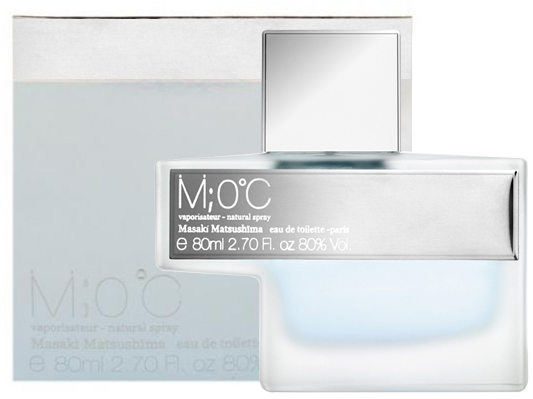 M;0°C
vaporisateur - natural spray
Masaki Matsushima eau de toilette -paris
e 80ml 2.70 Fl. oz 80% Vol.
M;0°C
vaporisateur - natural spray
Masaki Matsushima eau de toilette
e 80ml 2.70 Fl. oz 80%